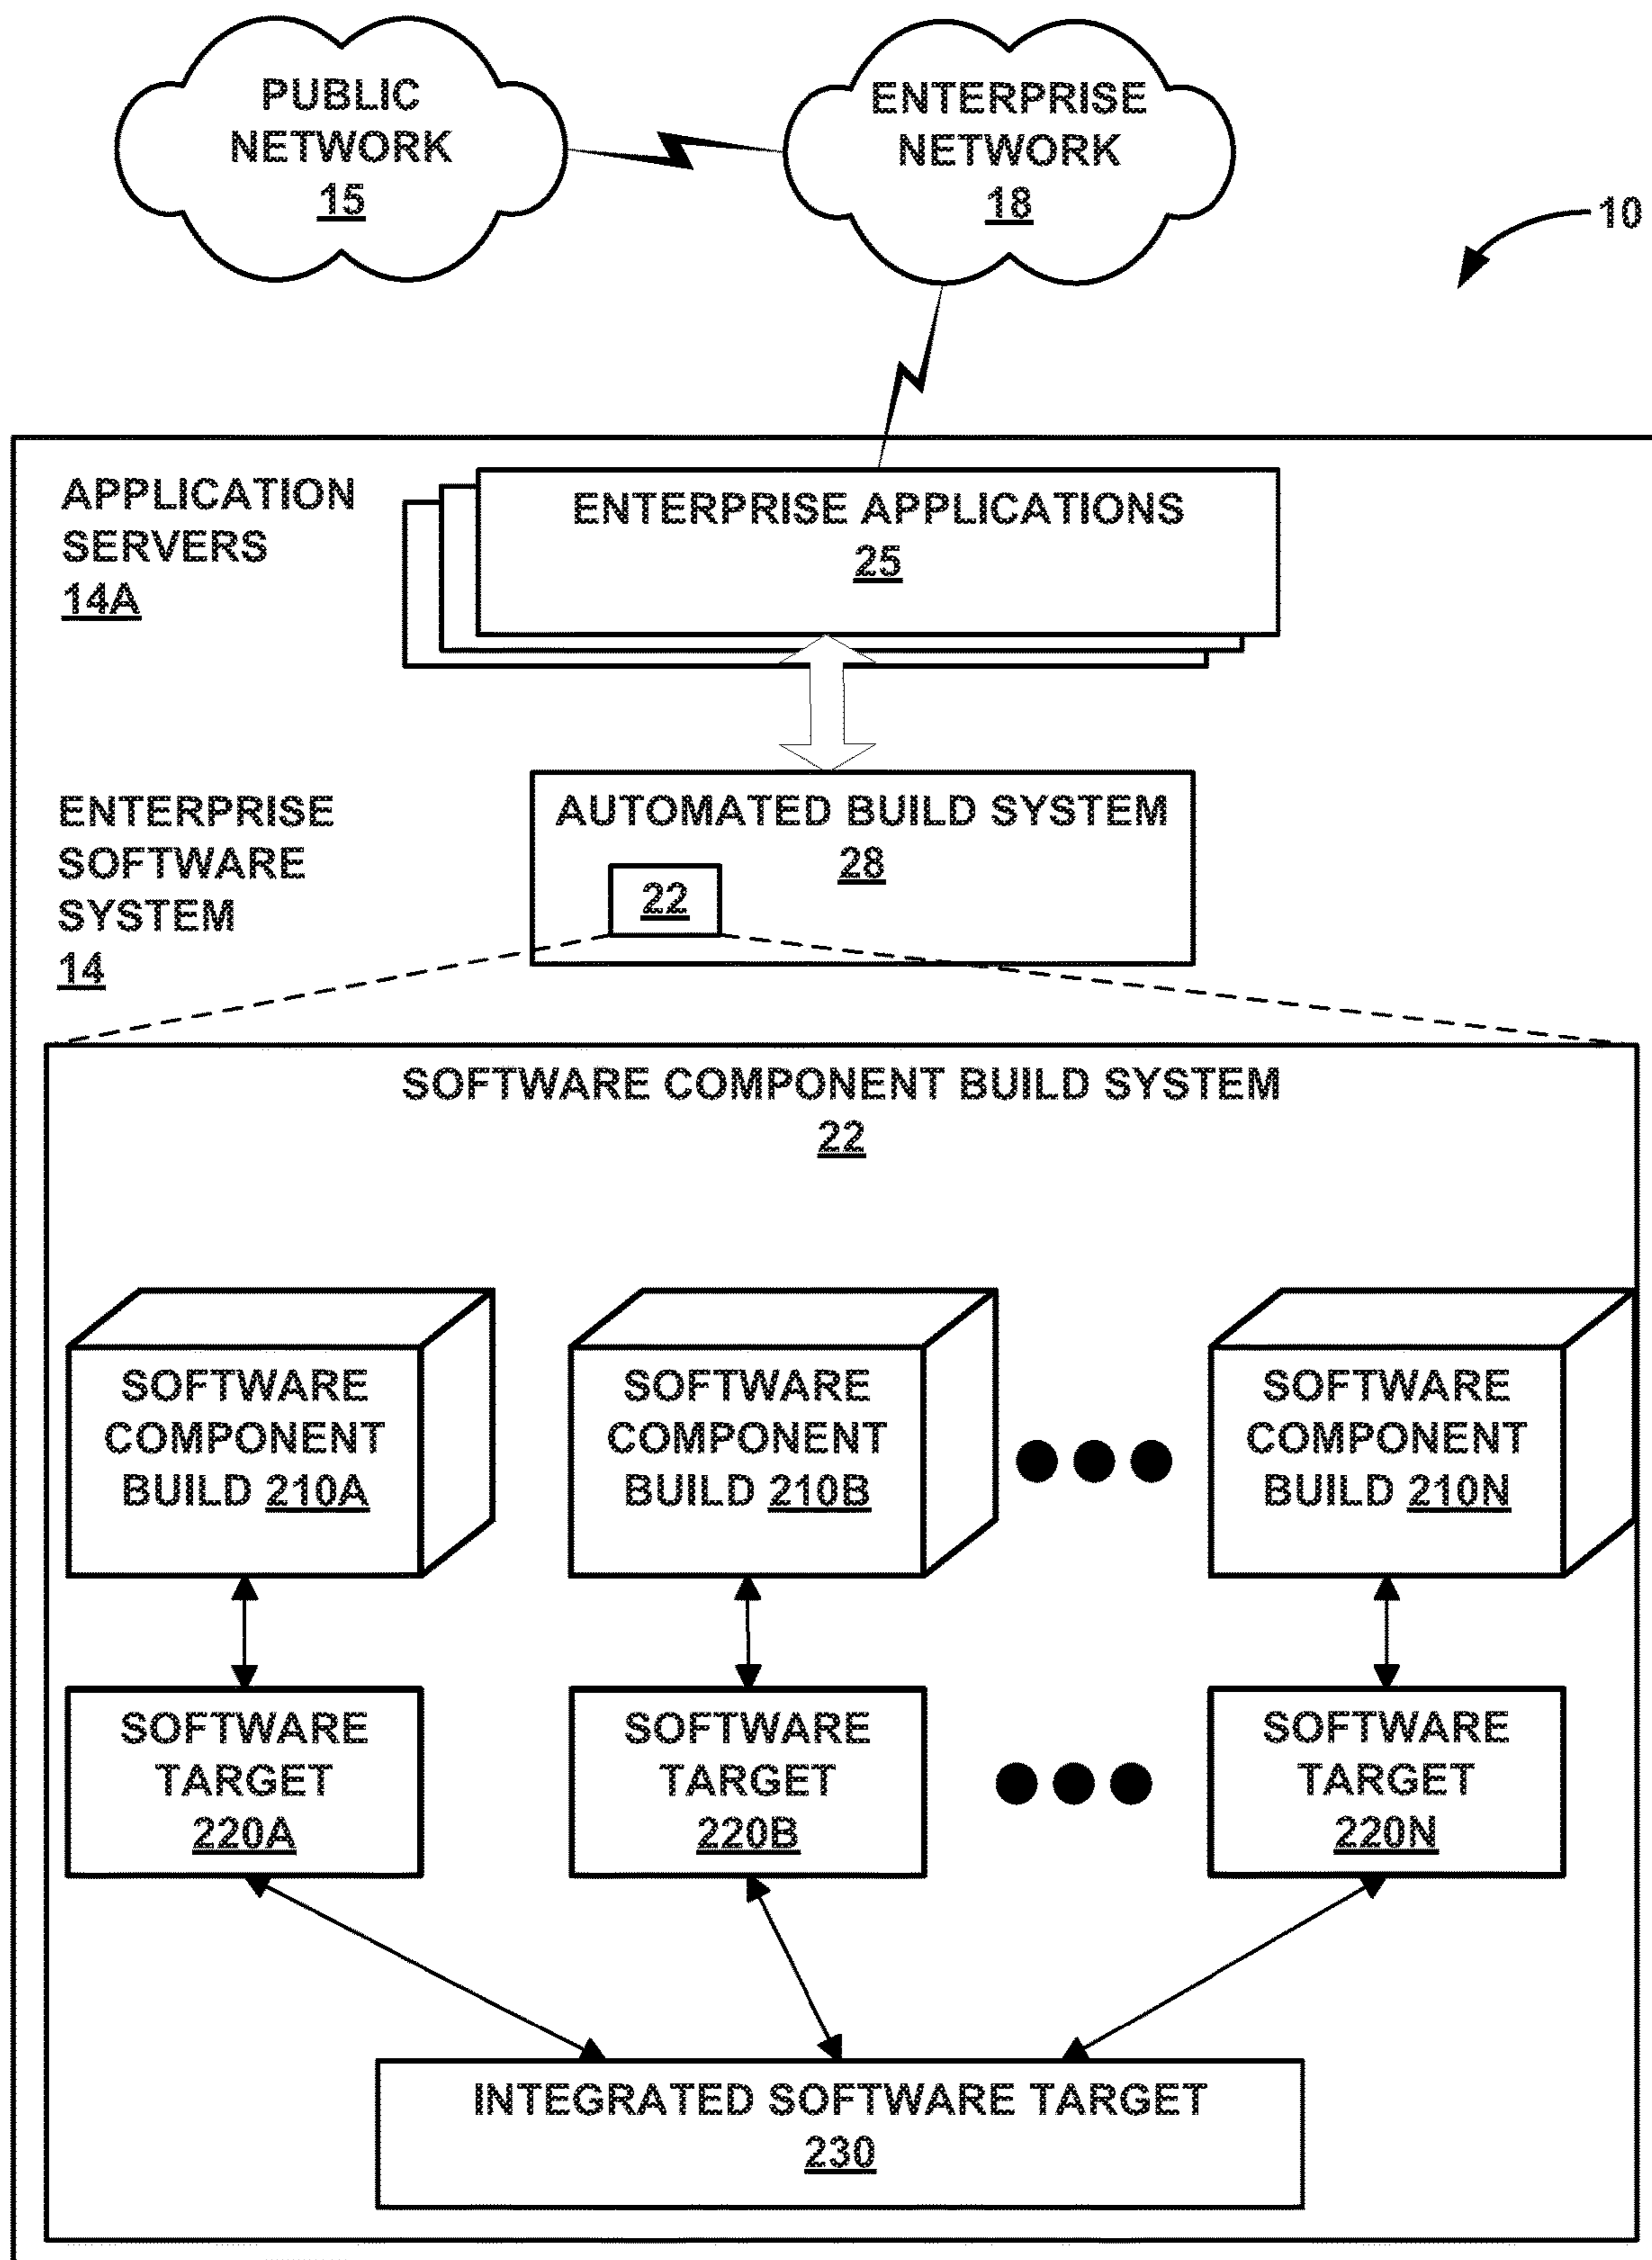 PUBLIC
NETWORK
15
ENTERPRISE
NETWORK
18
10
APPLICATION
SERVERS
14A
ENTERPRISE APPLICATIONS
25
ENTERPRISE
SOFTWARE
SYSTEM
14
AUTOMATED BUILD SYSTEM
28
22
SOFTWARE COMPONENT BUILD SYSTEM
22
SOFTWARE
COMPONENT
BUILD 210A
SOFTWARE
COMPONENT
BUILD 210B
SOFTWARE
COMPONENT
BUILD 210N
SOFTWARE
TARGET
220A
SOFTWARE
TARGET
220B
SOFTWARE
TARGET
220N
INTEGRATED SOFTWARE TARGET
230